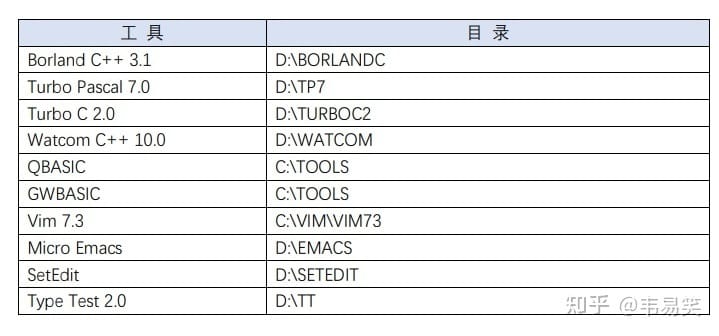 工 具 目 录
Borland C++ 3.1 D:\BORLANDC
Turbo Pascal 7.0 D:\TP7
Turbo C 2.0 D:\TURBOC2
Watcom C++ 10.0 D:\WATCOM
QBASIC C:\TOOLS
GWBASIC C:\TOOLS
Vim 7.3 C:\VIM\VIM73
Micro Emacs D:\EMACS
SetEdit D:\SETEDIT
Type Test 2.0 D:\TT
知乎 @韦易笑